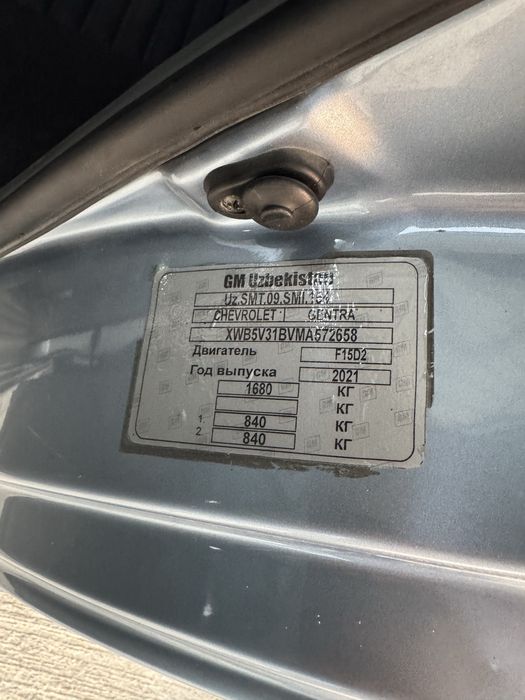 GM Uzbekistan
Uz.SMT.09.SMI.164
CHEVROLET GENTRA
XWB5V31BVMA572658
Двигатель F15D2
Год выпуска 2021
1680 КГ
КГ
1 840 КГ
2 840 КГ